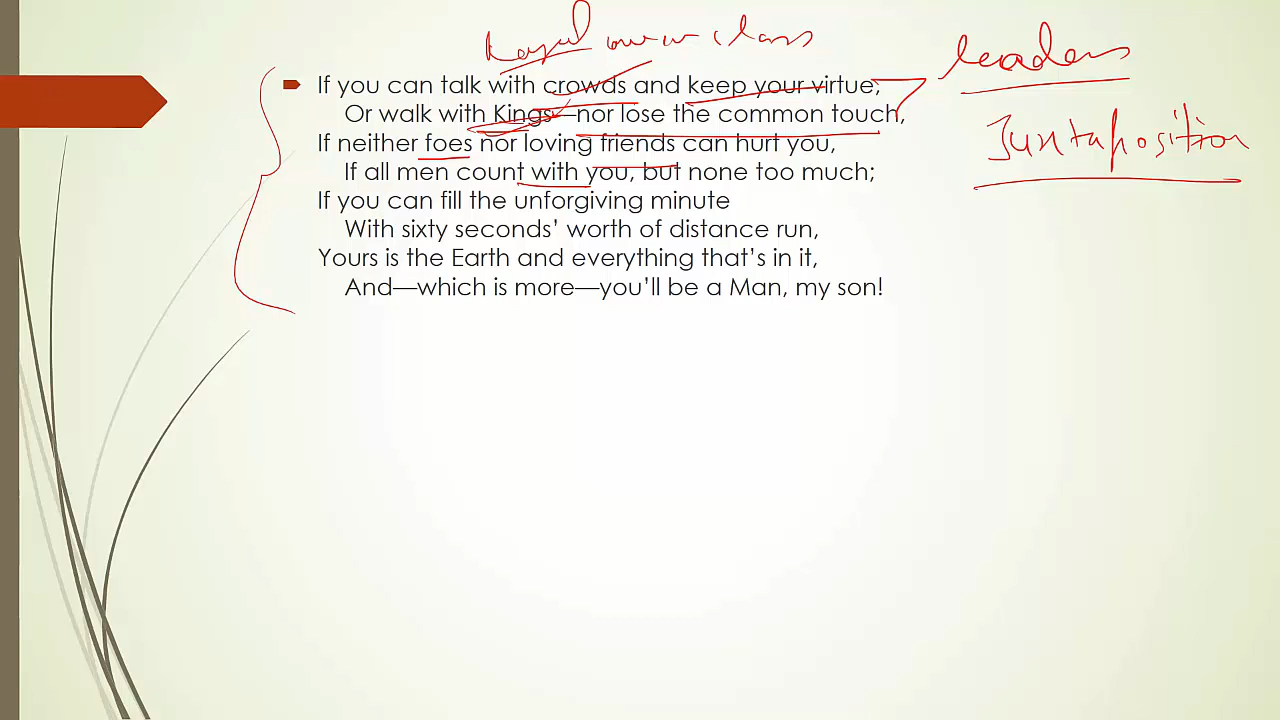 class
leaders
If you can talk with crowds and keep your virtue,
Or walk with Kings—nor lose the common touch,
Juxtaposition
If neither foes nor loving friends can hurt you,
If all men count with you, but none too much;
If you can fill the unforgiving minute
With sixty seconds’ worth of distance run,
Yours is the Earth and everything that’s in it,
And—which is more—you’ll be a Man, my son!